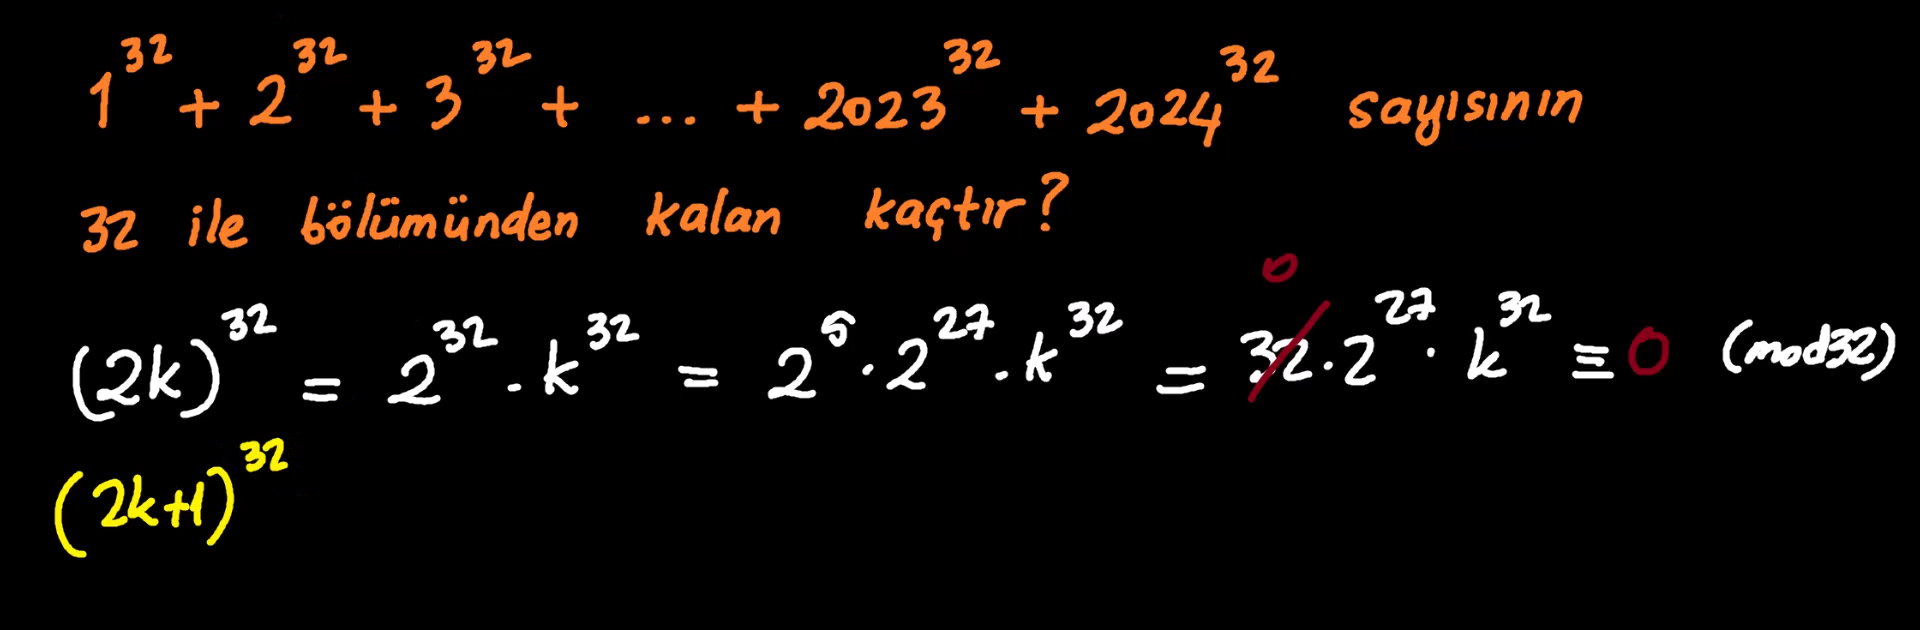 1^32 + 2^32 + 3^32 + ... + 2023^32 + 2024^32 sayısının
32 ile bölümünden kalan kaçtır?
0
(2k)^32 = 2^32 . k^32 = 2^5 . 2^27 . k^32 = 32 . 2^27 . k^32 ≡ 0 (mod32)
(2k+1)^32